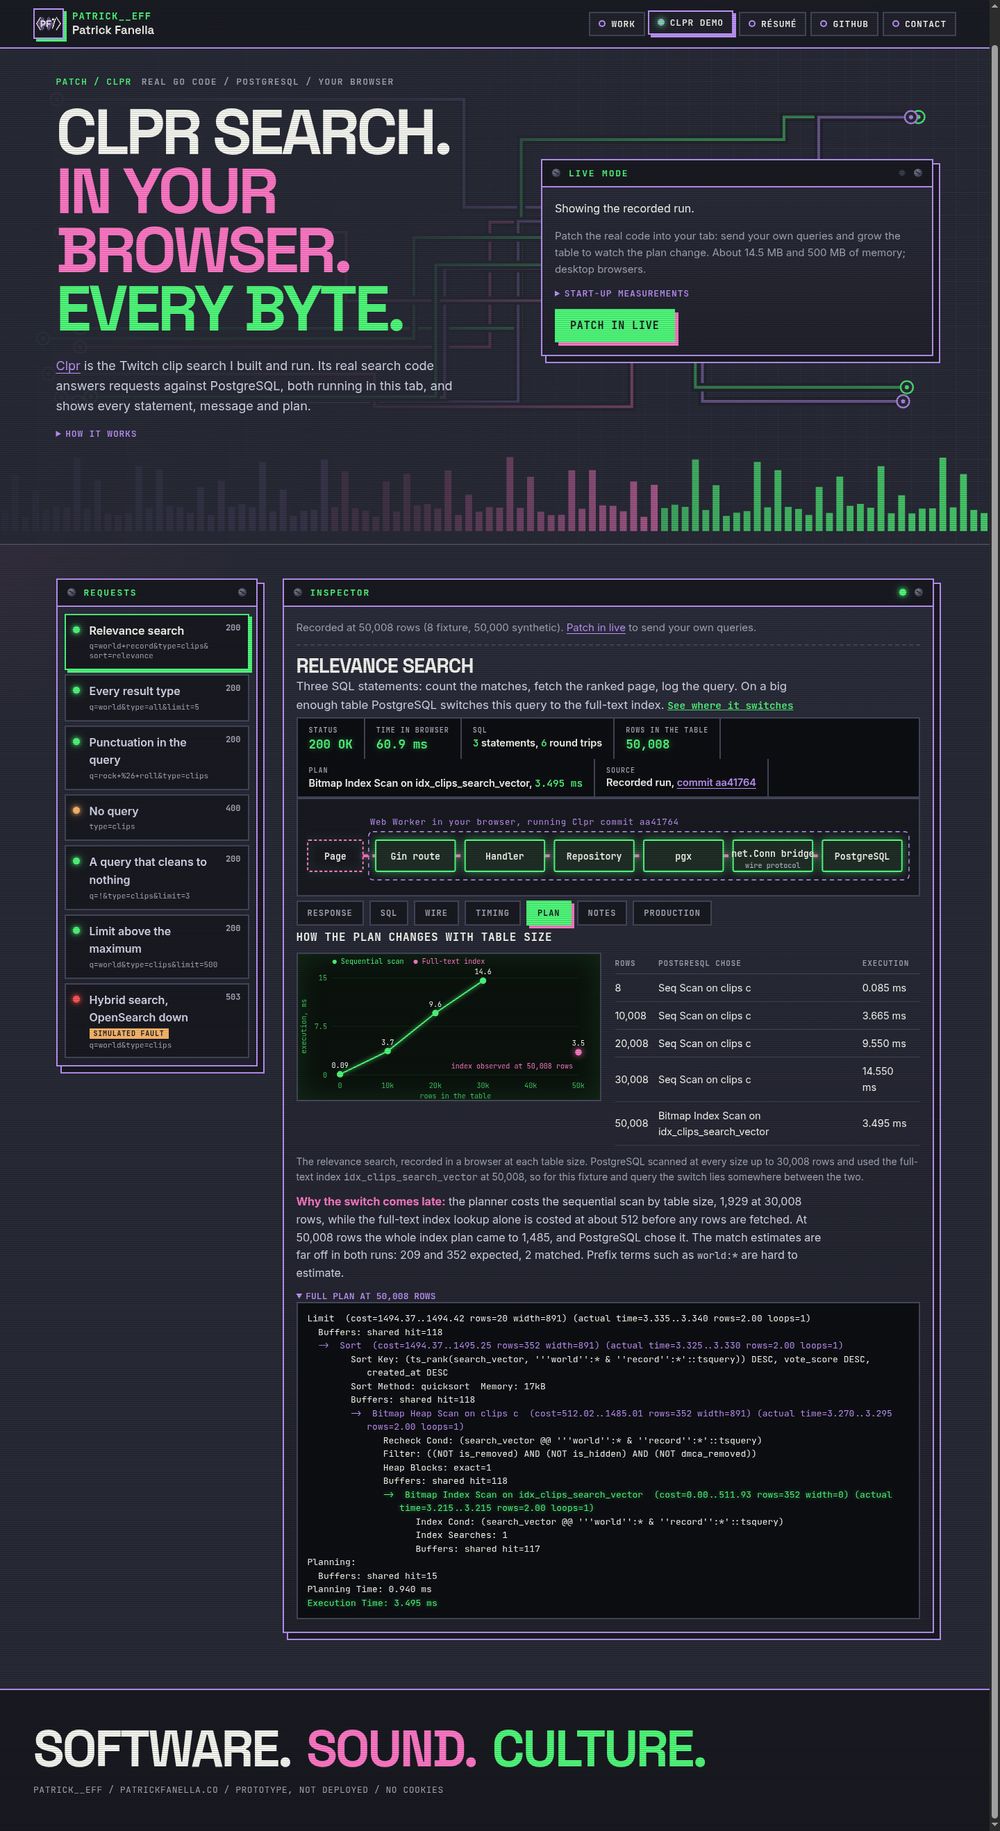 <PF/>
PATRICK__EFF
Patrick Fanella
WORK
CLPR DEMO
RÉSUMÉ
GITHUB
CONTACT
PATCH / CLPR REAL GO CODE / POSTGRESQL / YOUR BROWSER
CLPR SEARCH.
IN YOUR
BROWSER.
EVERY BYTE.
Clpr is the Twitch clip search I built and run. Its real search code
answers requests against PostgreSQL, both running in this tab, and
shows every statement, message and plan.
▶ HOW IT WORKS
LIVE MODE
Showing the recorded run.
Patch the real code into your tab: send your own queries and grow the
table to watch the plan change. About 14.5 MB and 500 MB of memory;
desktop browsers.
▶ START-UP MEASUREMENTS
PATCH IN LIVE
REQUESTS
Relevance search 200
q=world+record&type=clips&
sort=relevance
Every result type 200
q=world&type=all&limit=5
Punctuation in the 200
query
q=rock+%26+roll&type=clips
No query 400
type=clips
A query that cleans to 200
nothing
q=!&type=clips&limit=3
Limit above the 200
maximum
q=world&type=clips&limit=500
Hybrid search, 503
OpenSearch down
SIMULATED FAULT
q=world&type=clips
INSPECTOR
Recorded at 50,008 rows (8 fixture, 50,000 synthetic). Patch in live to send your own queries.
RELEVANCE SEARCH
Three SQL statements: count the matches, fetch the ranked page, log the query. On a big
enough table PostgreSQL switches this query to the full-text index. See where it switches
STATUS
200 OK
TIME IN BROWSER
60.9 ms
SQL
3 statements, 6 round trips
ROWS IN THE TABLE
50,008
PLAN
Bitmap Index Scan on idx_clips_search_vector, 3.495 ms
SOURCE
Recorded run, commit aa41764
Web Worker in your browser, running Clpr commit aa41764
Page
Gin route
Handler
Repository
pgx
net.Conn bridge
wire protocol
PostgreSQL
RESPONSE
SQL
WIRE
TIMING
PLAN
NOTES
PRODUCTION
HOW THE PLAN CHANGES WITH TABLE SIZE
Sequential scan
Full-text index
execution, ms
15
7.5
0
0.09
3.7
9.6
14.6
3.5
index observed at 50,008 rows
0 10k 20k 30k 40k 50k
rows in the table
ROWS POSTGRESQL CHOSE EXECUTION
8 Seq Scan on clips c 0.085 ms
10,008 Seq Scan on clips c 3.665 ms
20,008 Seq Scan on clips c 9.550 ms
30,008 Seq Scan on clips c 14.550
ms
50,008 Bitmap Index Scan on 3.495 ms
idx_clips_search_vector
The relevance search, recorded in a browser at each table size. PostgreSQL scanned at every size up to 30,008 rows and used the full-
text index idx_clips_search_vector at 50,008, so for this fixture and query the switch lies somewhere between the two.
Why the switch comes late: the planner costs the sequential scan by table size, 1,929 at 30,008
rows, while the full-text index lookup alone is costed at about 512 before any rows are fetched. At
50,008 rows the whole index plan came to 1,485, and PostgreSQL chose it. The match estimates are
far off in both runs: 209 and 352 expected, 2 matched. Prefix terms such as world:* are hard to
estimate.
▼ FULL PLAN AT 50,008 ROWS
Limit  (cost=1494.37..1494.42 rows=20 width=891) (actual time=3.335..3.340 rows=2.00 loops=1)
Buffers: shared hit=118
->  Sort  (cost=1494.37..1495.25 rows=352 width=891) (actual time=3.325..3.330 rows=2.00 loops=1)
Sort Key: (ts_rank(search_vector, '''world'':* & ''record'':*'::tsquery)) DESC, vote_score DESC,
created_at DESC
Sort Method: quicksort  Memory: 17kB
Buffers: shared hit=118
->  Bitmap Heap Scan on clips c  (cost=512.02..1485.01 rows=352 width=891) (actual time=3.270..3.295
rows=2.00 loops=1)
Recheck Cond: (search_vector @@ '''world'':* & ''record'':*'::tsquery)
Filter: ((NOT is_removed) AND (NOT is_hidden) AND (NOT dmca_removed))
Heap Blocks: exact=1
Buffers: shared hit=118
->  Bitmap Index Scan on idx_clips_search_vector  (cost=0.00..511.93 rows=352 width=0) (actual
time=3.215..3.215 rows=2.00 loops=1)
Index Cond: (search_vector @@ '''world'':* & ''record'':*'::tsquery)
Index Searches: 1
Buffers: shared hit=117
Planning:
Buffers: shared hit=15
Planning Time: 0.940 ms
Execution Time: 3.495 ms
SOFTWARE. SOUND. CULTURE.
PATRICK__EFF / PATRICKFANELLA.CO / PROTOTYPE, NOT DEPLOYED / NO COOKIES